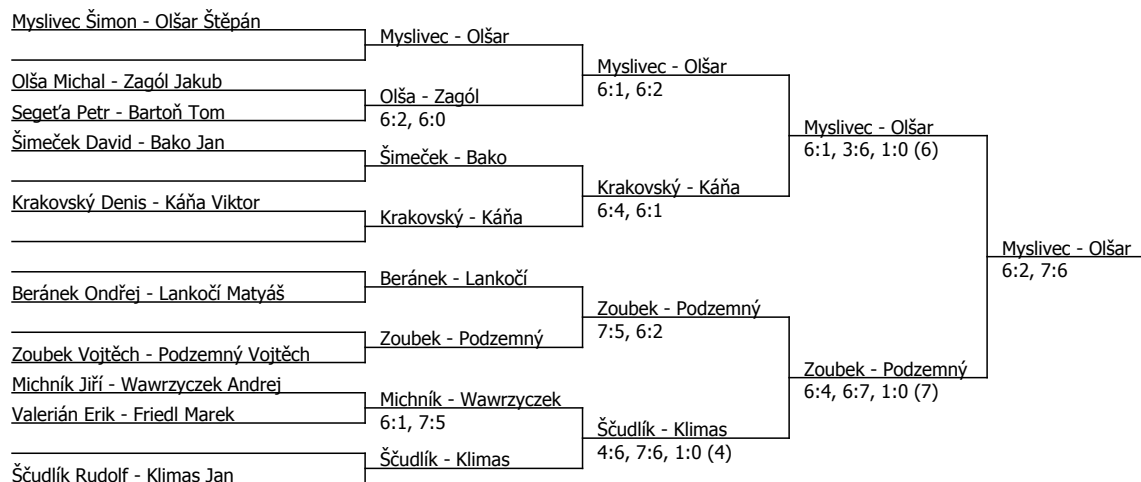 Myslivec Šimon - Olšar Štěpán
Myslivec - Olšar
Myslivec - Olšar
6:1, 6:2
Olša Michal - Zagól Jakub
Olša - Zagól
Segeťa Petr - Bartoň Tom
6:2, 6:0
Myslivec - Olšar
6:1, 3:6, 1:0 (6)
Šimeček David - Bako Jan
Šimeček - Bako
Krakovský - Káňa
6:4, 6:1
Krakovský Denis - Káňa Viktor
Krakovský - Káňa
Myslivec - Olšar
6:2, 7:6
Beránek - Lankočí
Beránek Ondřej - Lankočí Matyáš
Zoubek - Podzemný
7:5, 6:2
Zoubek - Podzemný
Zoubek Vojtěch - Podzemný Vojtěch
Zoubek - Podzemný
6:4, 6:7, 1:0 (7)
Michník Jiří - Wawrzyczek Andrej
Michník - Wawrzyczek
Valerián Erik - Friedl Marek
6:1, 7:5
Ščudlík - Klimas
4:6, 7:6, 1:0 (4)
Ščudlík - Klimas
Ščudlík Rudolf - Klimas Jan